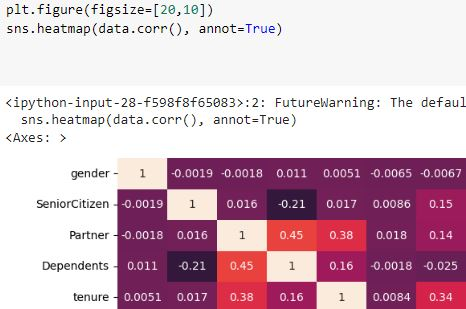 plt.figure(figsize=[20,10])
sns.heatmap(data.corr(), annot=True)
<ipython-input-28-f598f8f65083>:2: FutureWarning: The defau
sns.heatmap(data.corr(), annot=True)
<Axes: >
gender 1 -0.0019 -0.0018 0.011 0.0051 -0.0065 -0.0067
SeniorCitizen -0.0019 1 0.016 -0.21 0.017 0.0086 0.15
Partner -0.0018 0.016 1 0.45 0.38 0.018 0.14
Dependents 0.011 -0.21 0.45 1 0.16 -0.0018 -0.025
tenure 0.0051 0.017 0.38 0.16 1 0.0084 0.34